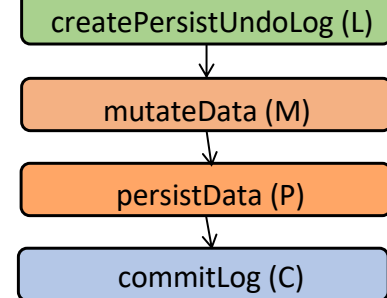 createPersistUndoLog (L)
mutateData (M)
persistData (P)
commitLog (C)